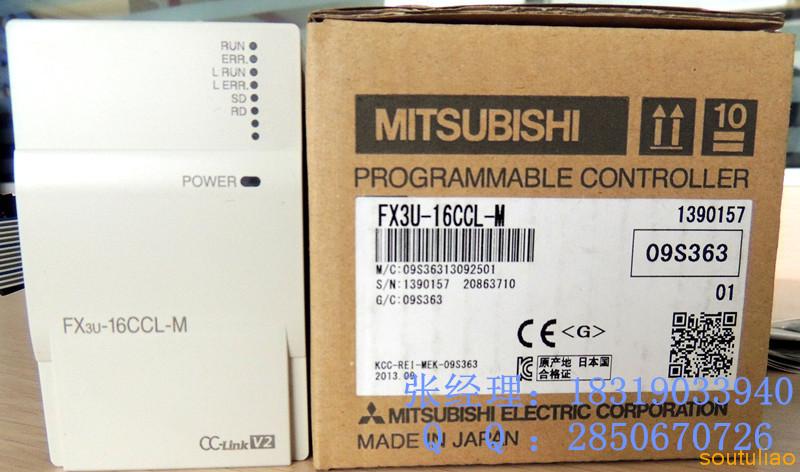 RUN
ERR.
L RUN
L ERR.
SD
RD
POWER
FX3U-16CCL-M
CC-Link V2
MITSUBISHI
10
PROGRAMMABLE CONTROLLER
FX3U-16CCL-M 1390157
M/C:09S36313092501
09S363
S/N:1390157 20863710
G/C:09S363
01
CE <G>
KCC-REI-MEK-09S363
2013.09
原产地 日本国
合格证
张经理：18319033940
MITSUBISHI ELECTRIC CORPORATION
MADE IN JAPAN
Q Q：2850670726
soutuliao